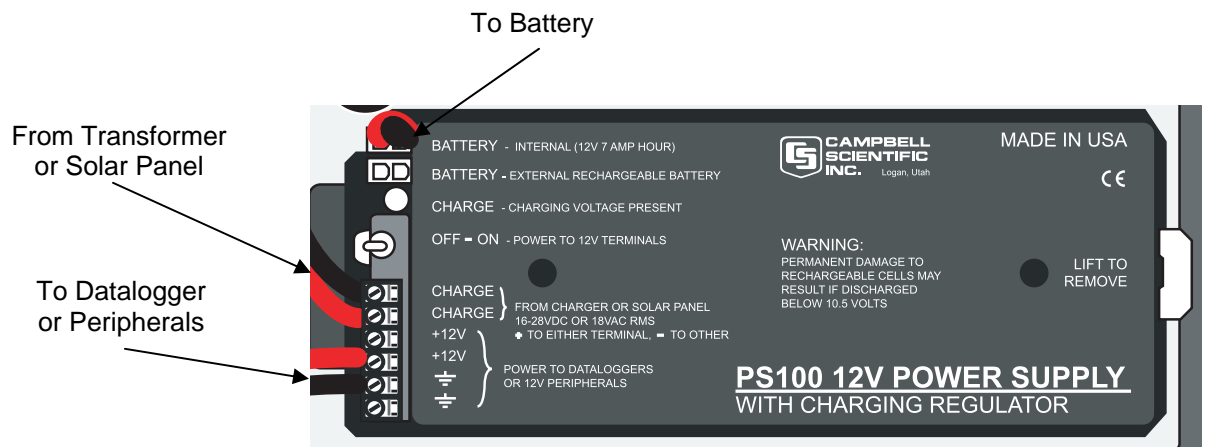 To Battery
From Transformer
or Solar Panel
To Datalogger
or Peripherals
BATTERY - INTERNAL (12V 7 AMP HOUR)
BATTERY - EXTERNAL RECHARGEABLE BATTERY
CHARGE - CHARGING VOLTAGE PRESENT
OFF - ON - POWER TO 12V TERMINALS
CHARGE
CHARGE
FROM CHARGER OR SOLAR PANEL
16-28VDC OR 18VAC RMS
+ TO EITHER TERMINAL, - TO OTHER
+12V
+12V
POWER TO DATALOGGERS
OR 12V PERIPHERALS
CAMPBELL
SCIENTIFIC
INC. Logan, Utah
MADE IN USA
CE
WARNING:
PERMANENT DAMAGE TO
RECHARGEABLE CELLS MAY
RESULT IF DISCHARGED
BELOW 10.5 VOLTS
LIFT TO
REMOVE
PS100 12V POWER SUPPLY
WITH CHARGING REGULATOR